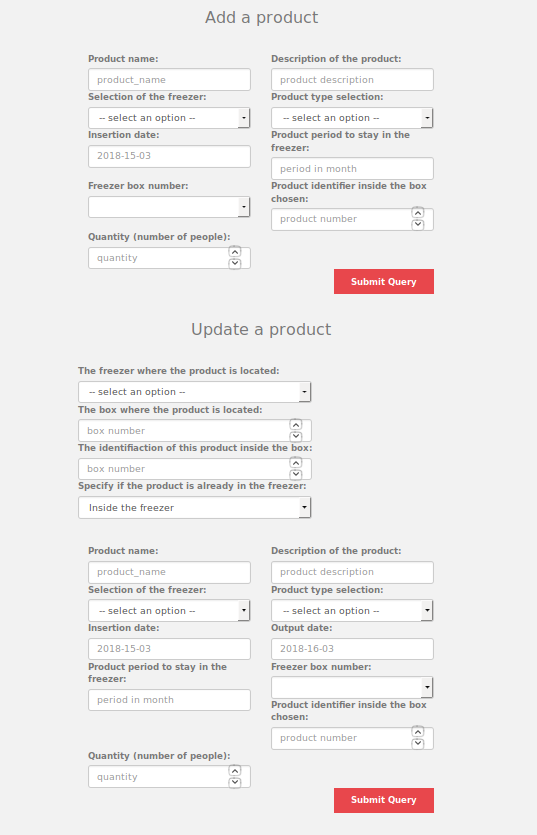 Add a product
Product name:
Description of the product:
product_name
product description
Selection of the freezer:
Product type selection:
-- select an option --
-- select an option --
Insertion date:
Product period to stay in the
freezer:
2018-15-03
period in month
Freezer box number:
Product identifier inside the box
chosen:
product number
Quantity (number of people):
quantity
Submit Query
Update a product
The freezer where the product is located:
-- select an option --
The box where the product is located:
box number
The identifiaction of this product inside the box:
box number
Specify if the product is already in the freezer:
Inside the freezer
Product name:
Description of the product:
product_name
product description
Selection of the freezer:
Product type selection:
-- select an option --
-- select an option --
Insertion date:
Output date:
2018-15-03
2018-16-03
Product period to stay in the
freezer:
Freezer box number:
period in month
Product identifier inside the box
chosen:
product number
Quantity (number of people):
quantity
Submit Query